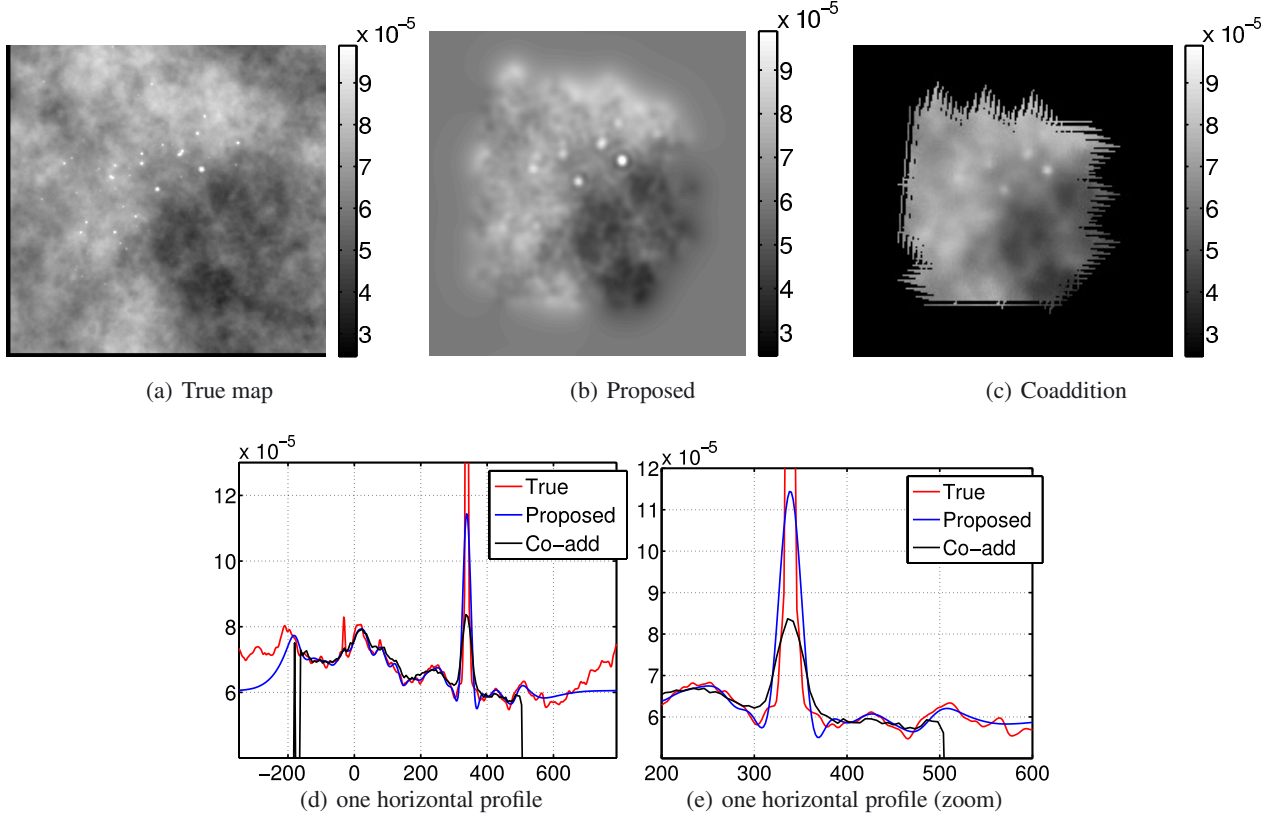 x 10⁻⁵
9
8
7
6
5
4
3
x 10⁻⁵
9
8
7
6
5
4
3
x 10⁻⁵
9
8
7
6
5
4
3
(a) True map
(b) Proposed
(c) Coaddition
x 10⁻⁵
12
10
8
6
−200 0 200 400 600
True
Proposed
Co−add
(d) one horizontal profile
x 10⁻⁵
12
11
10
9
8
7
6
200 300 400 500 600
True
Proposed
Co−add
(e) one horizontal profile (zoom)